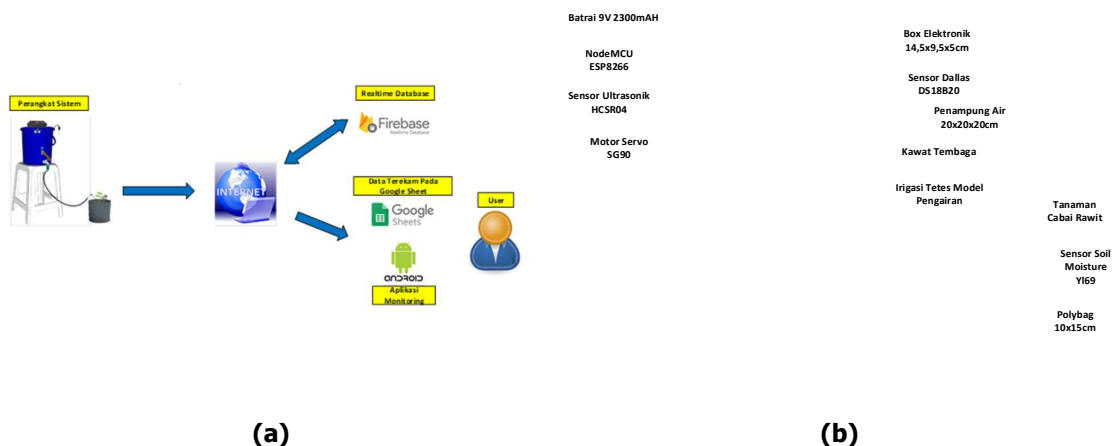 Perangkat Sistem
Realtime Database
Firebase
Realtime Database
INTERNET
Data Terekam Pada
Google Sheet
Google
Sheets
User
ANDROID
Aplikasi
Monitoring
(a)
Batrai 9V 2300mAH
NodeMCU
ESP8266
Sensor Ultrasonik
HCSR04
Motor Servo
SG90
Box Elektronik
14,5x9,5x5cm
Sensor Dallas
DS18B20
Penampung Air
20x20x20cm
Kawat Tembaga
Irigasi Tetes Model
Pengairan
Tanaman
Cabai Rawit
Sensor Soil
Moisture
Yl69
Polybag
10x15cm
(b)